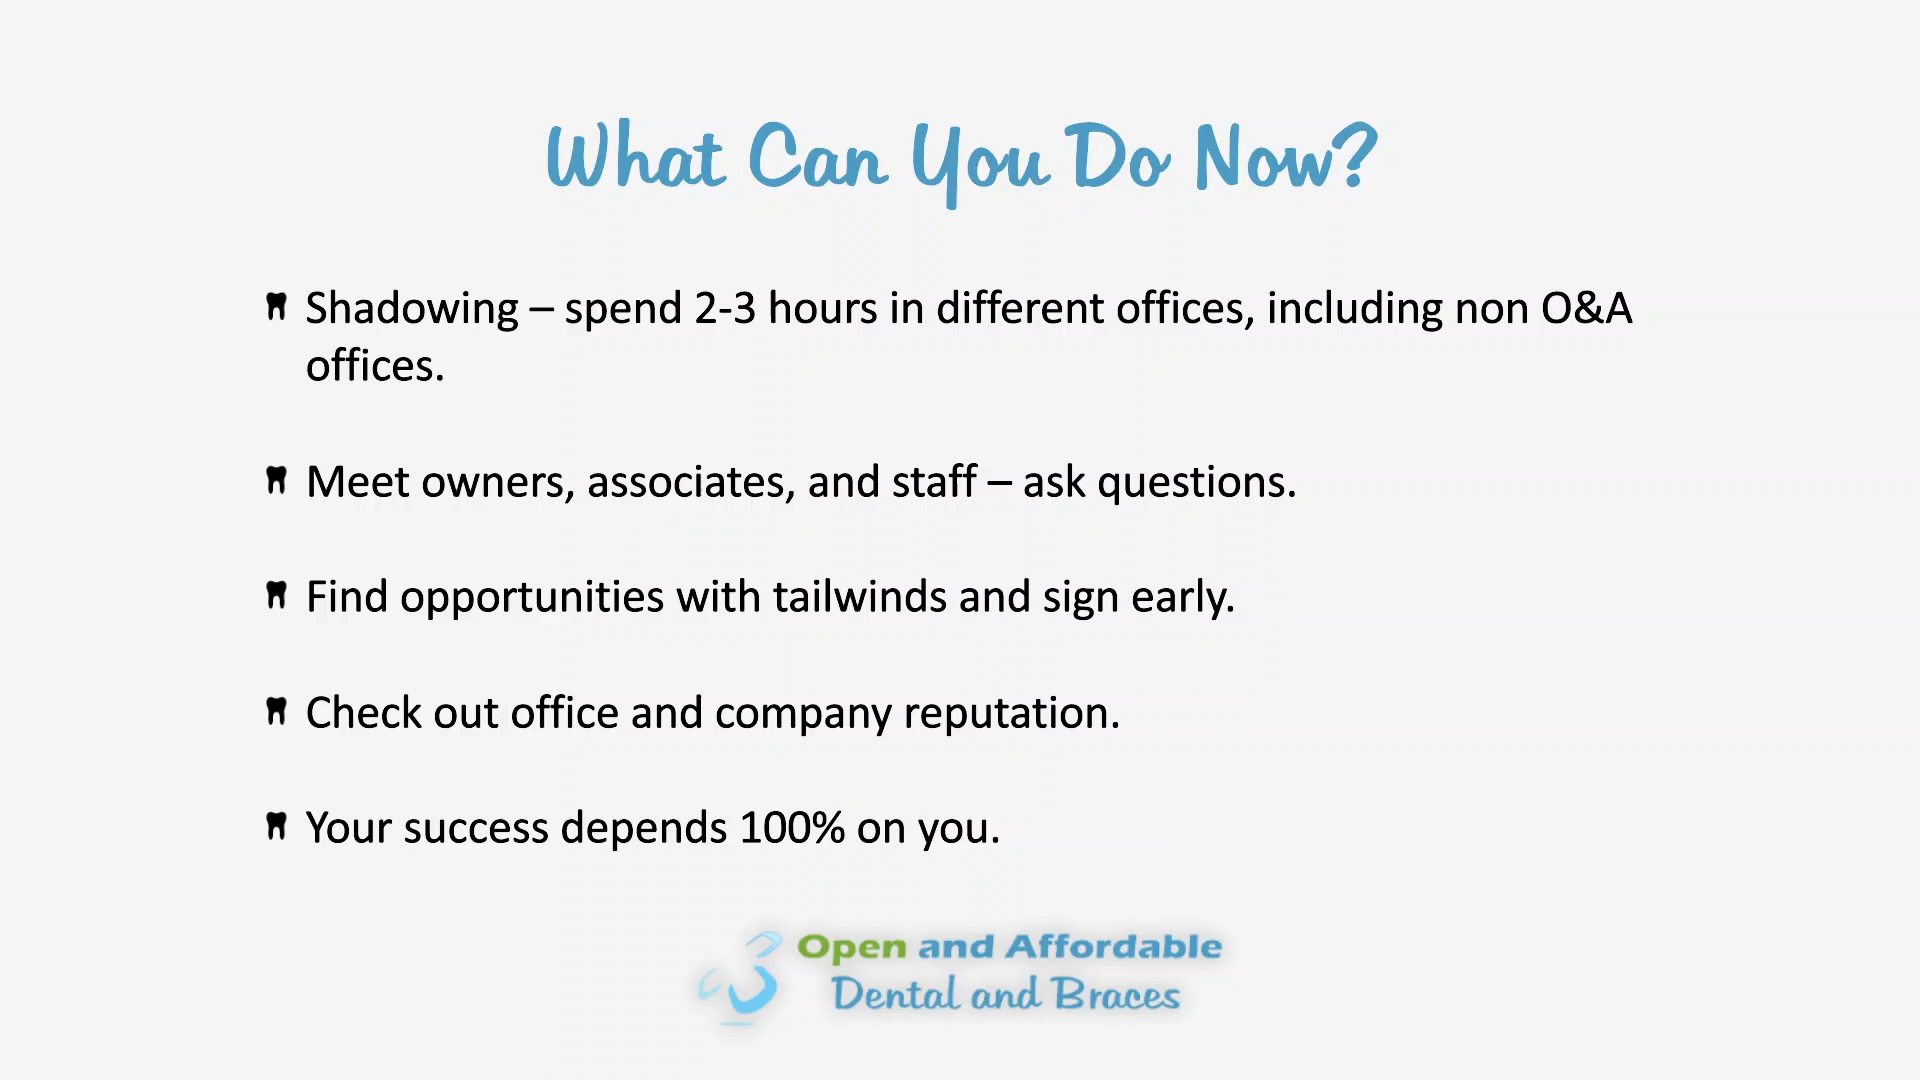 What Can You Do Now?
Shadowing – spend 2-3 hours in different offices, including non O&A
offices.
Meet owners, associates, and staff – ask questions.
Find opportunities with tailwinds and sign early.
Check out office and company reputation.
Your success depends 100% on you.
Open and Affordable
Dental and Braces